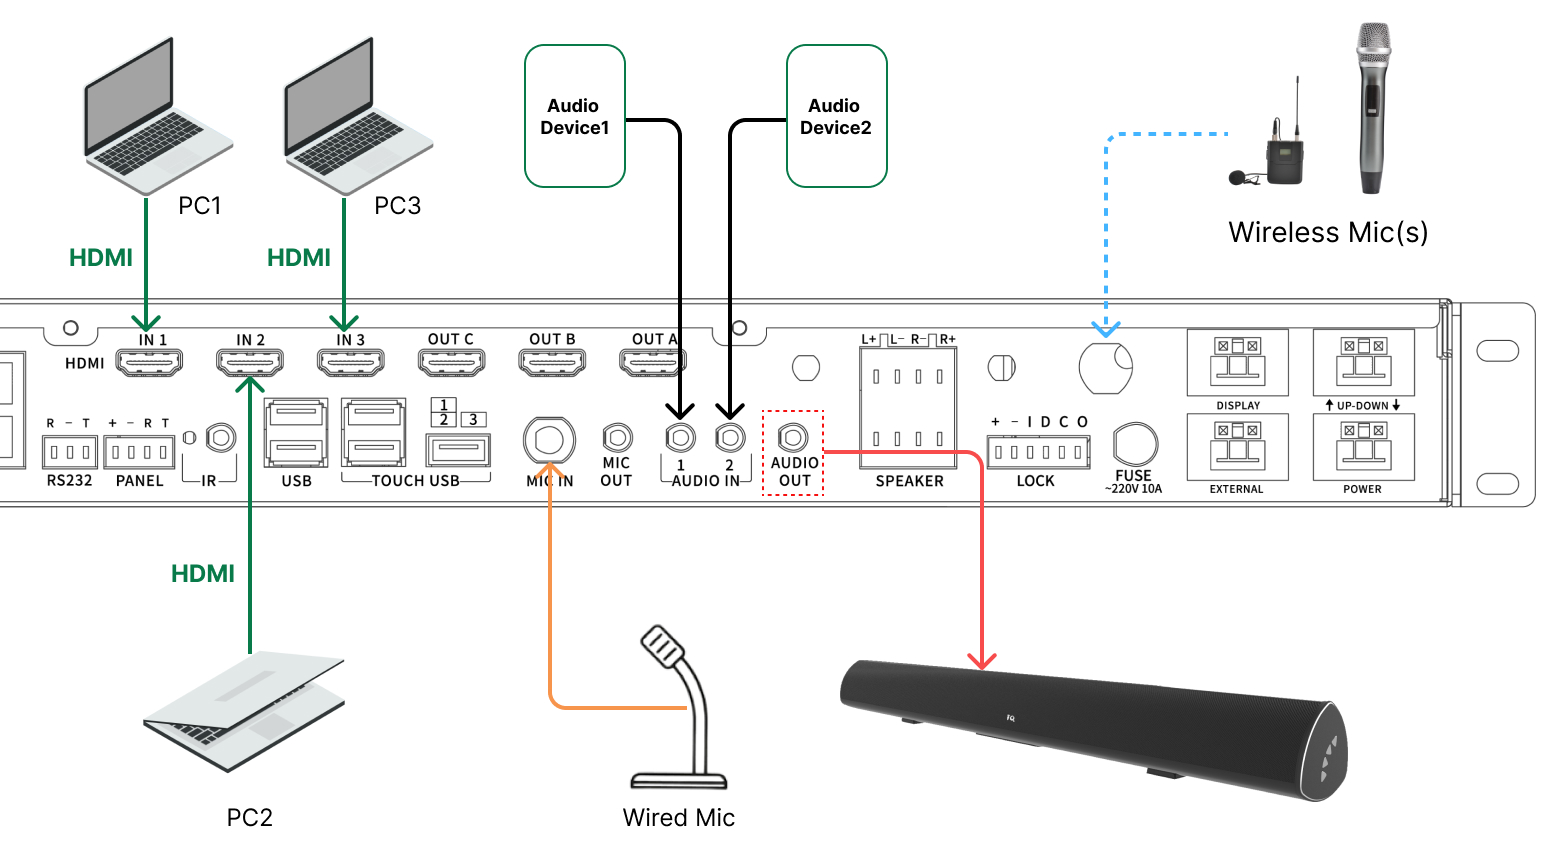 Audio
Device1
Audio
Device2
PC1
PC3
Wireless Mic(s)
HDMI
HDMI
IN 1
IN 2
IN 3
OUT C
OUT B
OUT A
L+ L− R− R+
HDMI
DISPLAY
↑ UP-DOWN ↓
R − T
+ − R T
1
2
3
+ − I D C O
RS232
PANEL
IR
USB
TOUCH USB
MIC IN
MIC
OUT
1
2
AUDIO IN
AUDIO
OUT
SPEAKER
LOCK
FUSE
~220V 10A
EXTERNAL
POWER
HDMI
PC2
Wired Mic